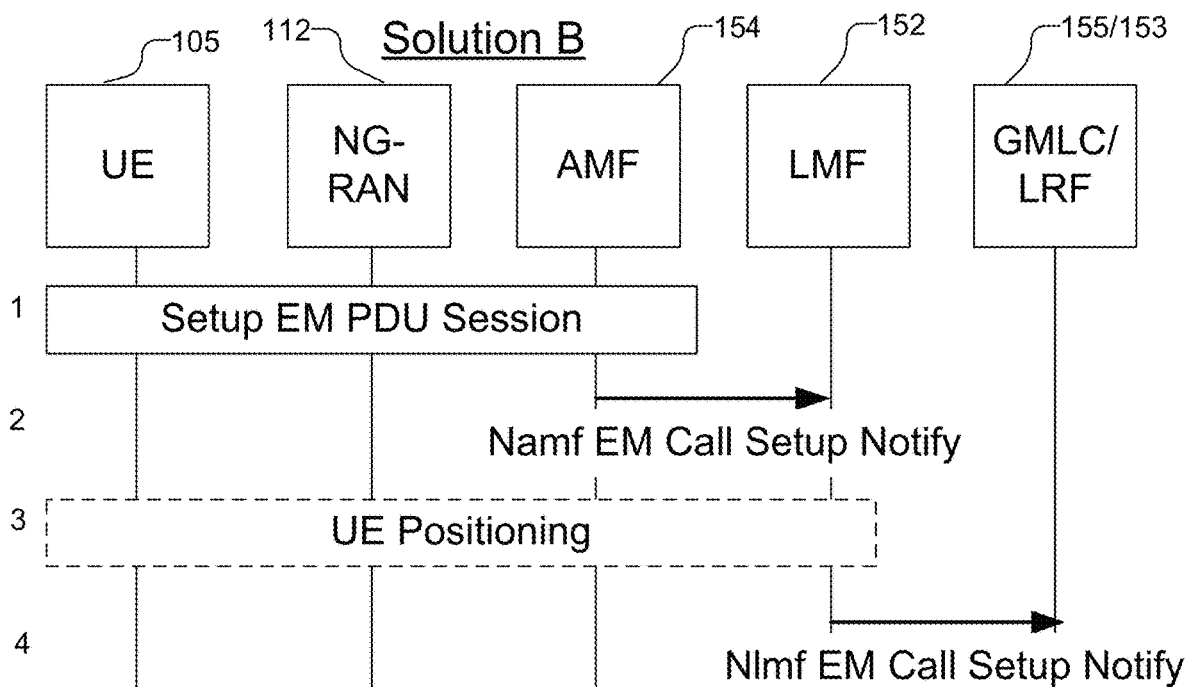 105
112
Solution B
154
152
155/153
UE
NG-
RAN
AMF
LMF
GMLC/
LRF
1
Setup EM PDU Session
2
Namf EM Call Setup Notify
3
UE Positioning
4
Nlmf EM Call Setup Notify